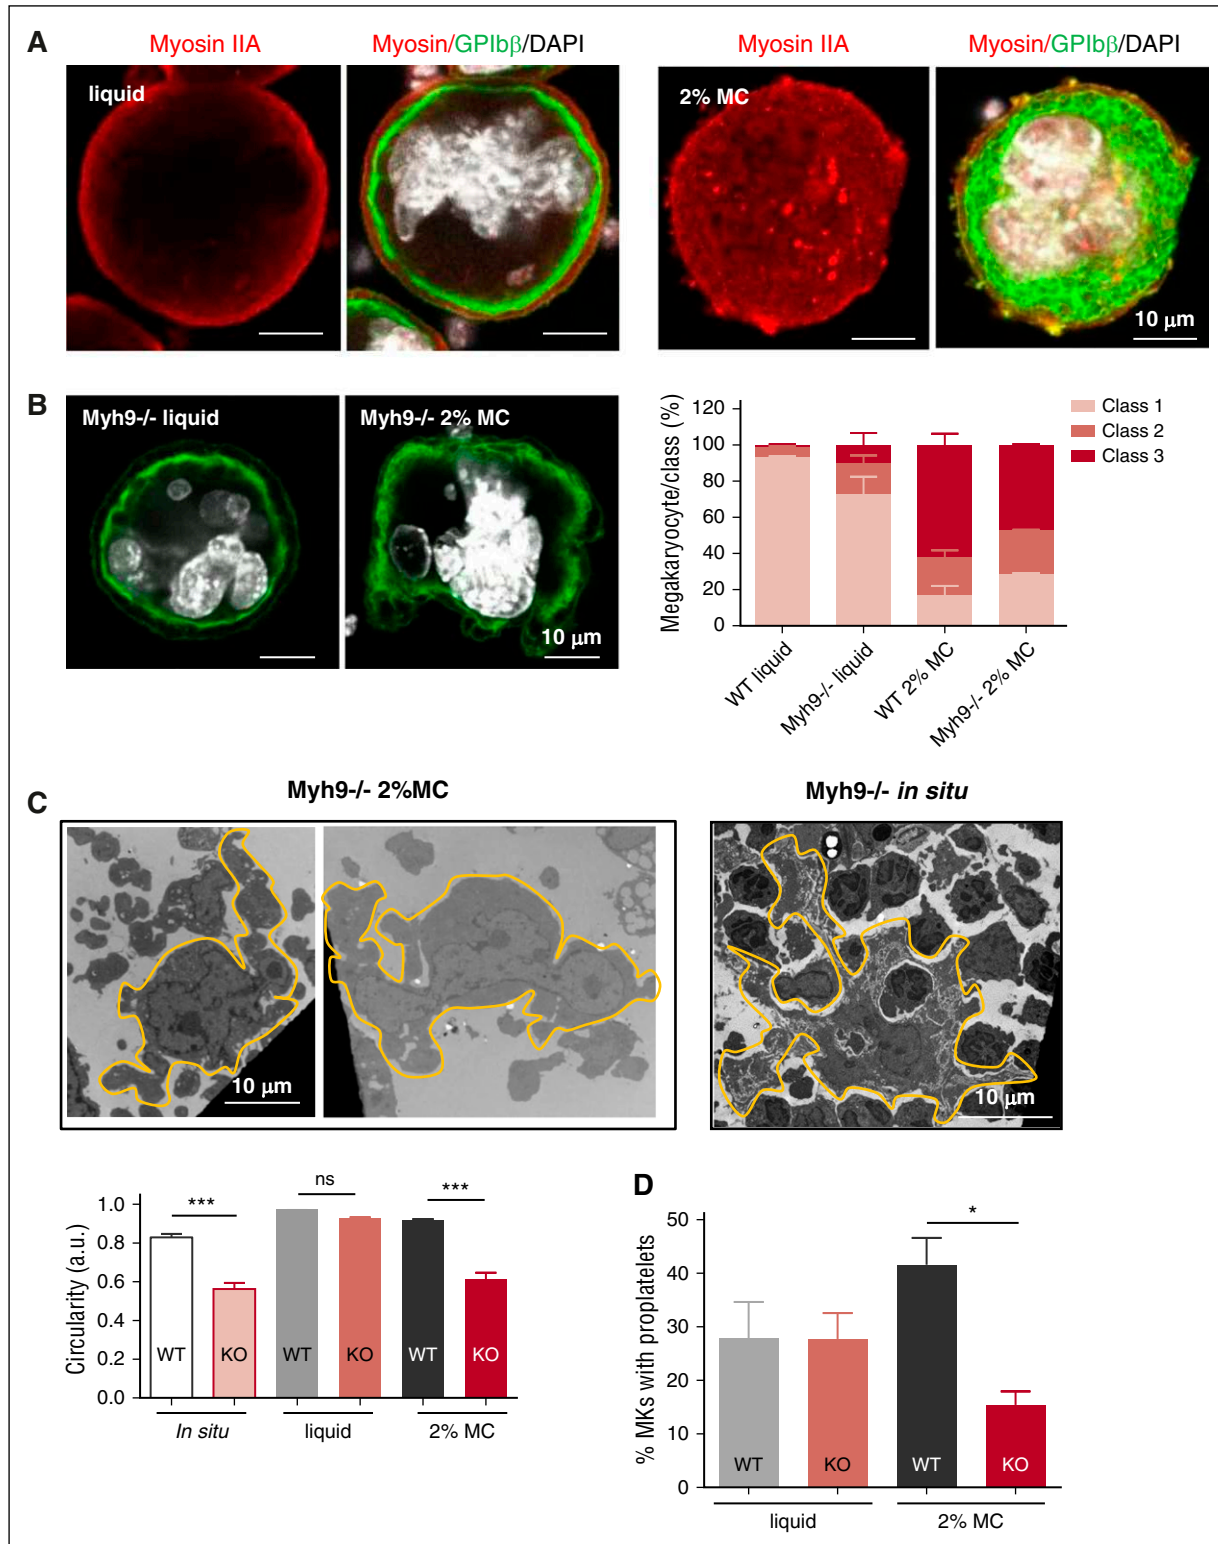 A
Myosin IIA
Myosin/GPIbβ/DAPI
Myosin IIA
Myosin/GPIbβ/DAPI
liquid
2% MC
10 µm
B
Myh9-/- liquid
Myh9-/- 2% MC
10 µm
Megakaryocyte/class (%)
120
100
80
60
40
20
0
WT liquid
Myh9-/- liquid
WT 2% MC
Myh9-/- 2% MC
Class 1
Class 2
Class 3
C
Myh9-/- 2%MC
Myh9-/- in situ
10 µm
10 µm
Circularity (a.u.)
1.0
0.8
0.6
0.4
0.2
0.0
***
ns
***
WT
KO
WT
KO
WT
KO
In situ
liquid
2% MC
D
% MKs with proplatelets
50
40
30
20
10
0
*
WT
KO
WT
KO
liquid
2% MC